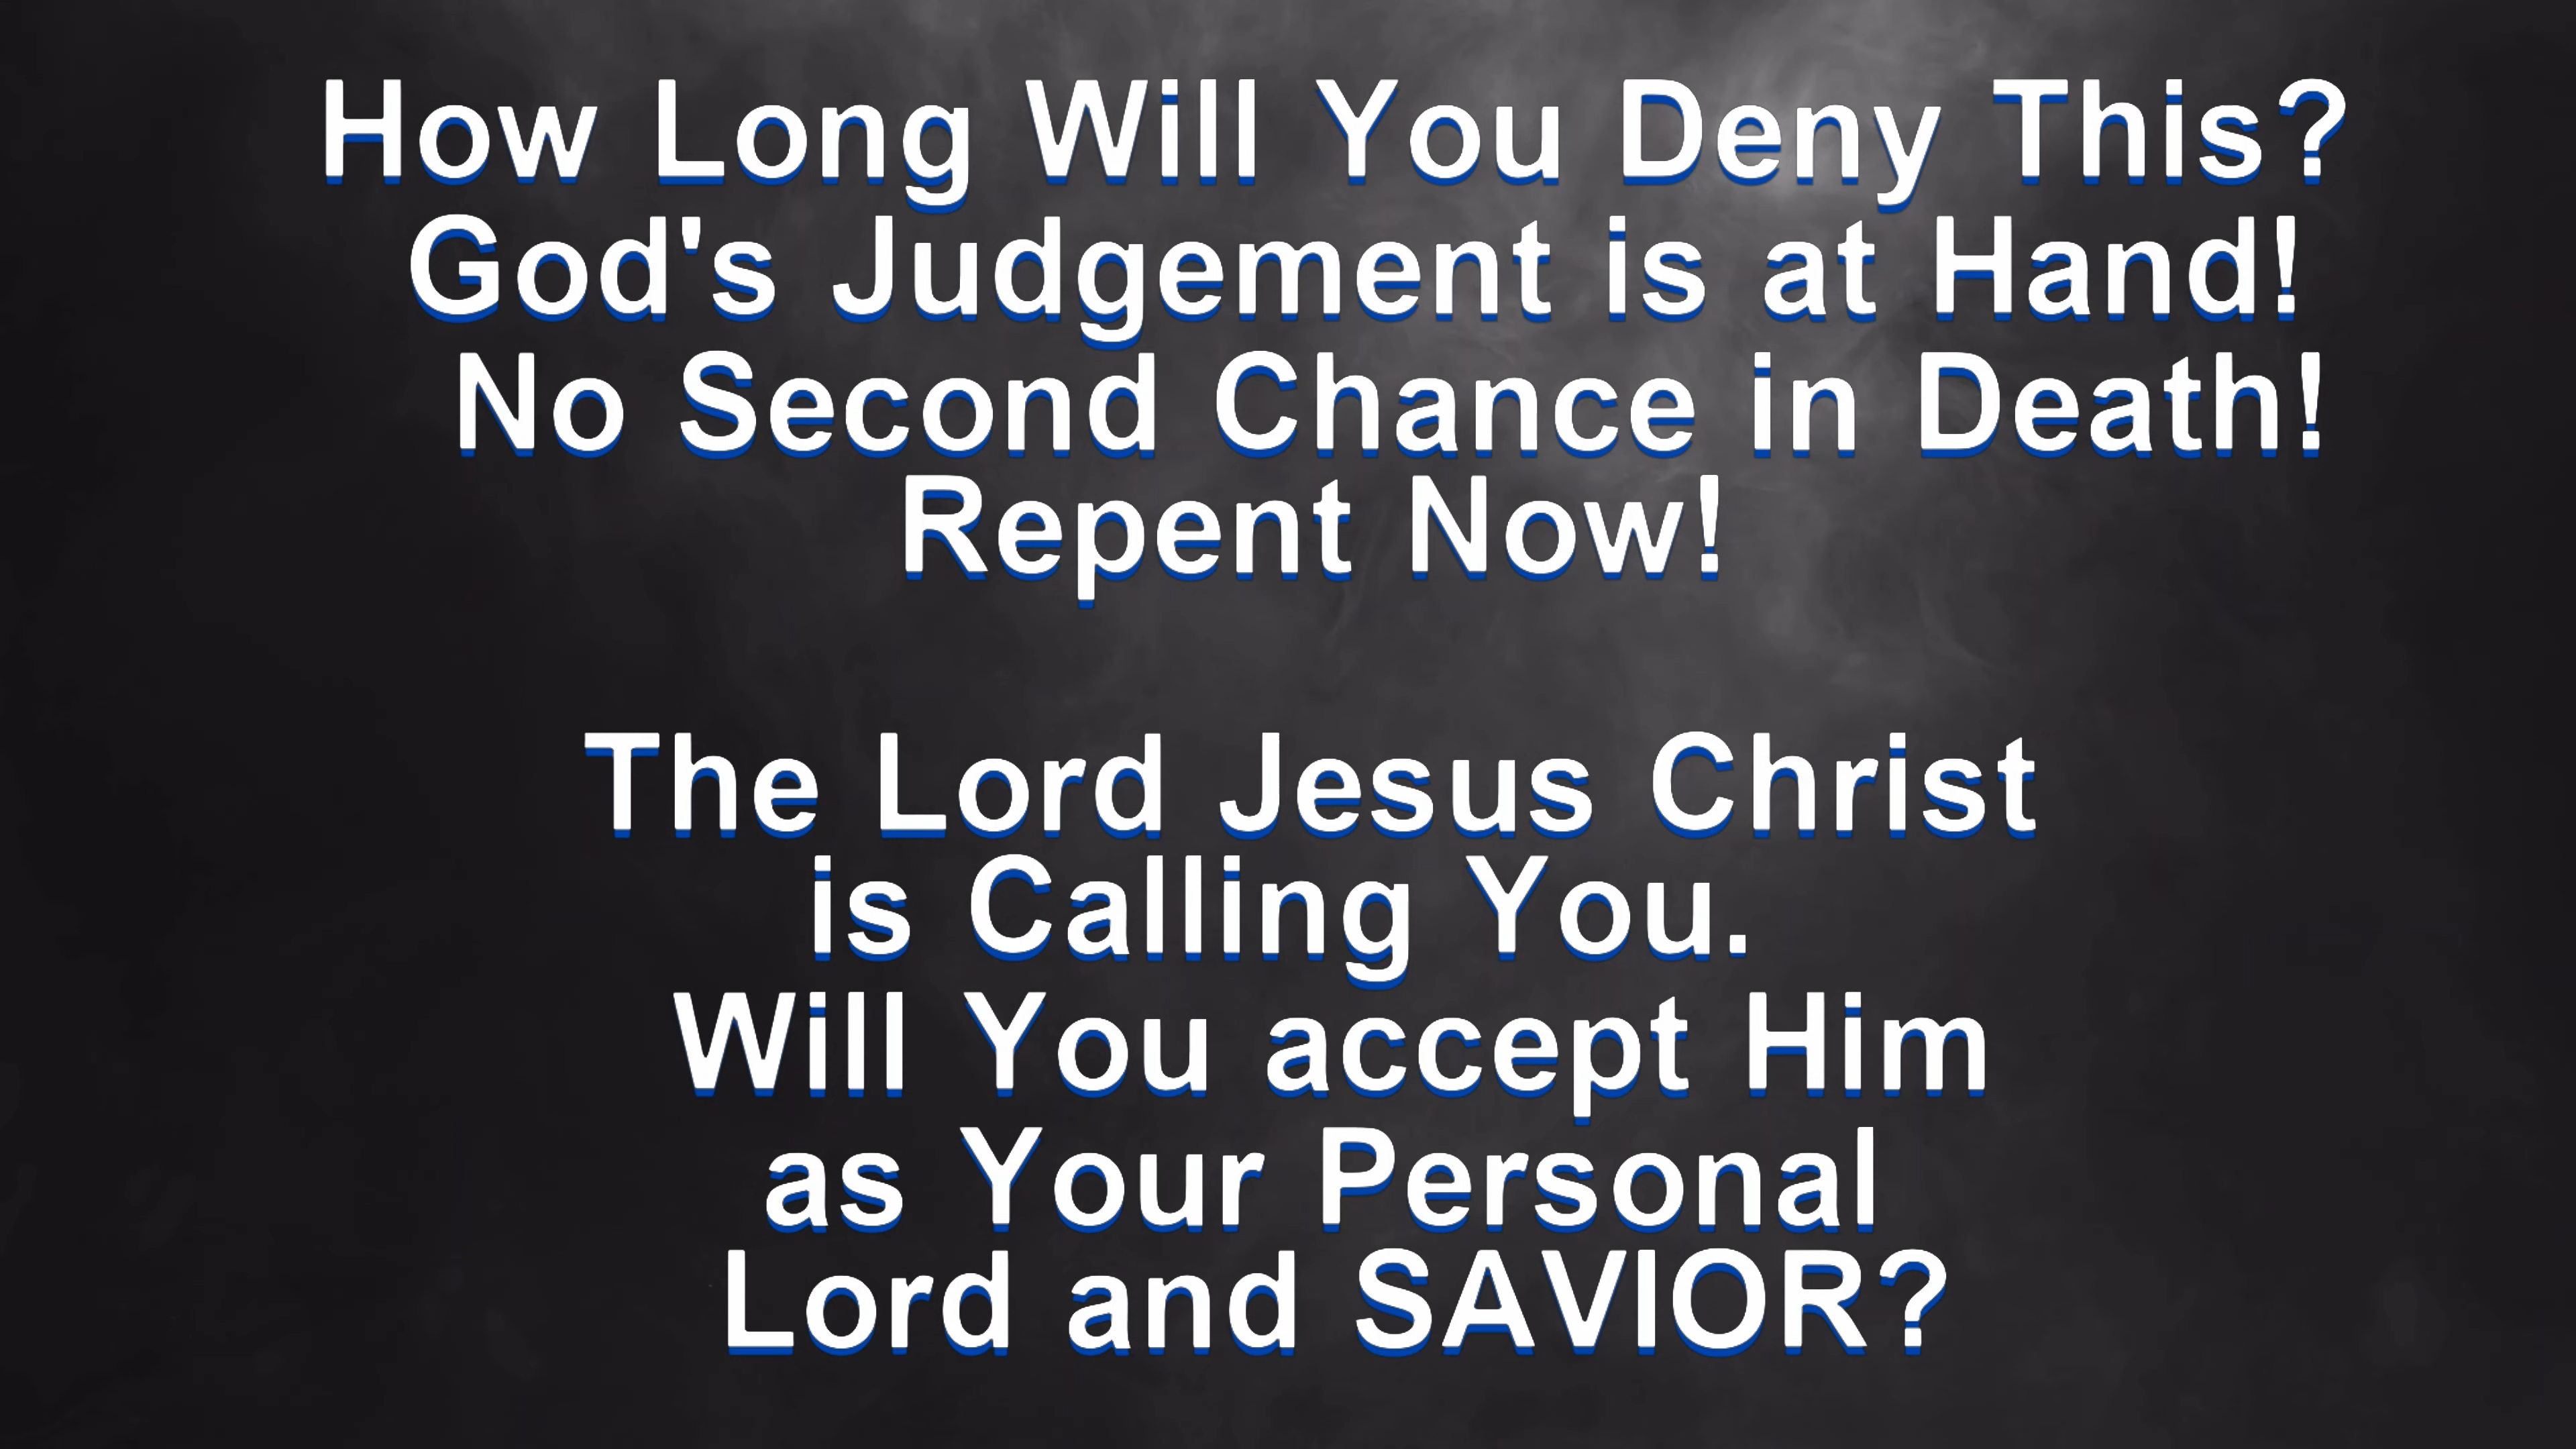 How Long Will You Deny This?
God's Judgement is at Hand!
No Second Chance in Death!
Repent Now!
The Lord Jesus Christ
is Calling You.
Will You accept Him
as Your Personal
Lord and SAVIOR?